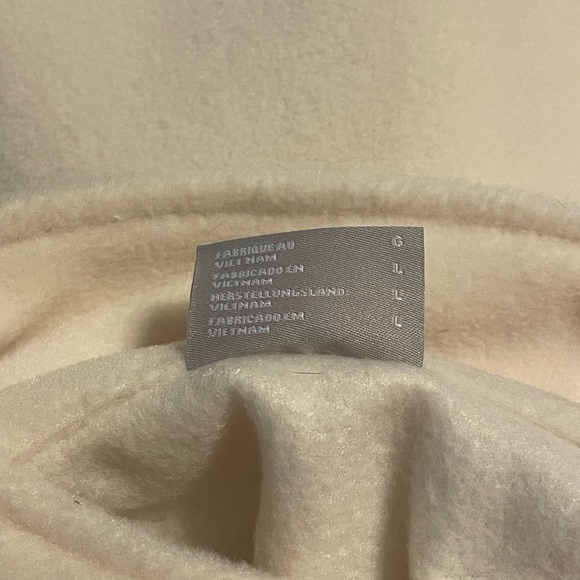 FABRIQUE AU G
VIETNAM
FABRICADO EN L
VIETNAM
HERSTELLUNGSLAND: L
VIETNAM
FABRICADO EM L
VIETNAM